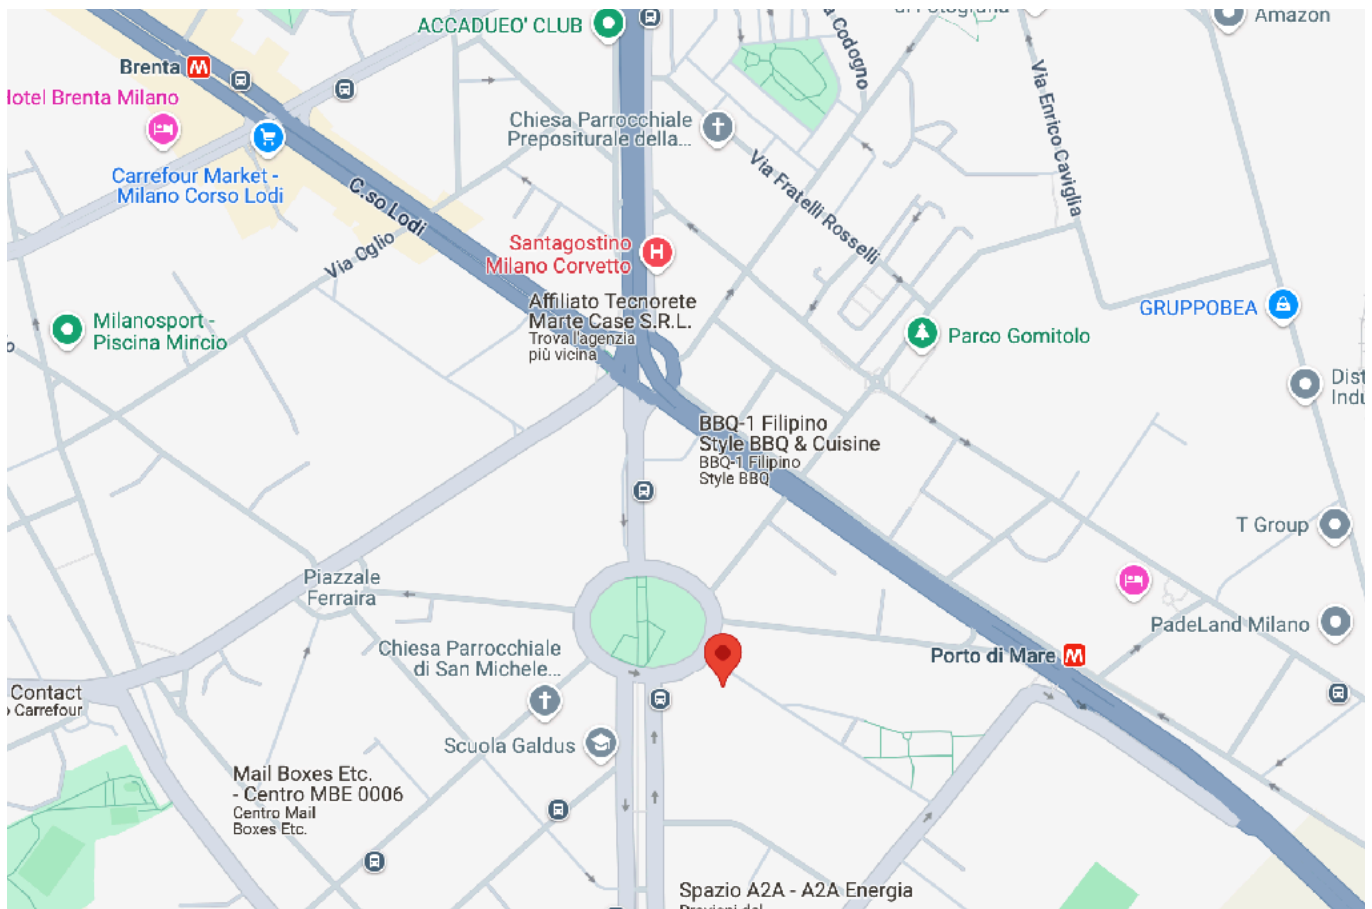 ACCADUEO' CLUB
Amazon
Brenta
Hotel Brenta Milano
Carrefour Market -
Milano Corso Lodi
C.so Lodi
Via Oglio
Chiesa Parrocchiale
Prepositurale della...
Codogno
Via Enrico Caviglia
Via Fratelli Rosselli
Santagostino
Milano Corvetto
Affiliato Tecnorete
Marte Case S.R.L.
Trova l'agenzia
più vicina
Milanosport -
Piscina Mincio
GRUPPOBEA
Parco Gomitolo
BBQ-1 Filipino
Style BBQ & Cuisine
BBQ-1 Filipino
Style BBQ
T Group
Piazzale
Ferraira
PadeLand Milano
Chiesa Parrocchiale
di San Michele...
Porto di Mare
Contact
Carrefour
Scuola Galdus
Mail Boxes Etc.
- Centro MBE 0006
Centro Mail
Boxes Etc.
Spazio A2A - A2A Energia